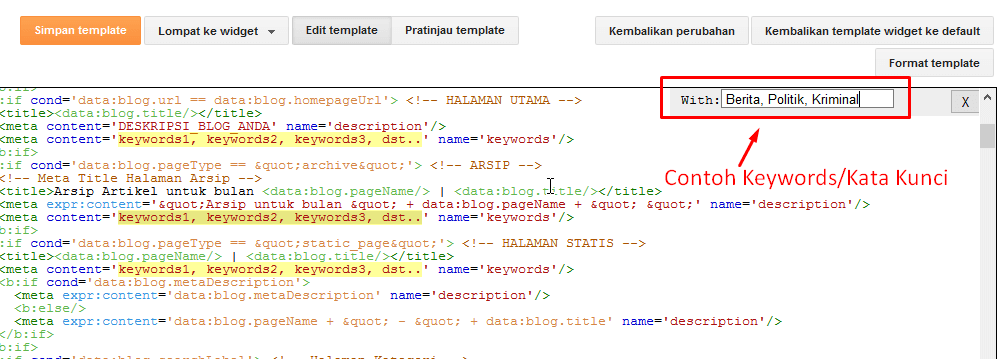 Simpan template
Lompat ke widget
Edit template
Pratinjau template
Kembalikan perubahan
Kembalikan template widget ke default
Format template
With: Berita, Politik, Kriminal
X
b:if>
:if cond='data:blog.url == data:blog.homepageUrl'> <!-- HALAMAN UTAMA -->
<title><data:blog.title/></title>
<meta content='DESKRIPSI_BLOG_ANDA' name='description'/>
<meta content='keywords1, keywords2, keywords3, dst..' name='keywords'/>
b:if>
:if cond='data:blog.pageType == &quot;archive&quot;'> <!-- ARSIP -->
<!-- Meta Title Halaman Arsip -->
<title>Arsip Artikel untuk bulan <data:blog.pageName/> | <data:blog.title/></title>
<meta expr:content='&quot;Arsip untuk bulan &quot; + data:blog.pageName + &quot; &quot;' name='description'/>
<meta content='keywords1, keywords2, keywords3, dst..' name='keywords'/>
b:if>
:if cond='data:blog.pageType == &quot;static_page&quot;'> <!-- HALAMAN STATIS -->
<title><data:blog.pageName/> | <data:blog.title/></title>
<meta content='keywords1, keywords2, keywords3, dst..' name='keywords'/>
<b:if cond='data:blog.metaDescription'>
<meta expr:content='data:blog.metaDescription' name='description'/>
<b:else/>
<meta expr:content='data:blog.pageName + &quot; - &quot; + data:blog.title' name='description'/>
</b:if>
b:if>
Contoh Keywords/Kata Kunci